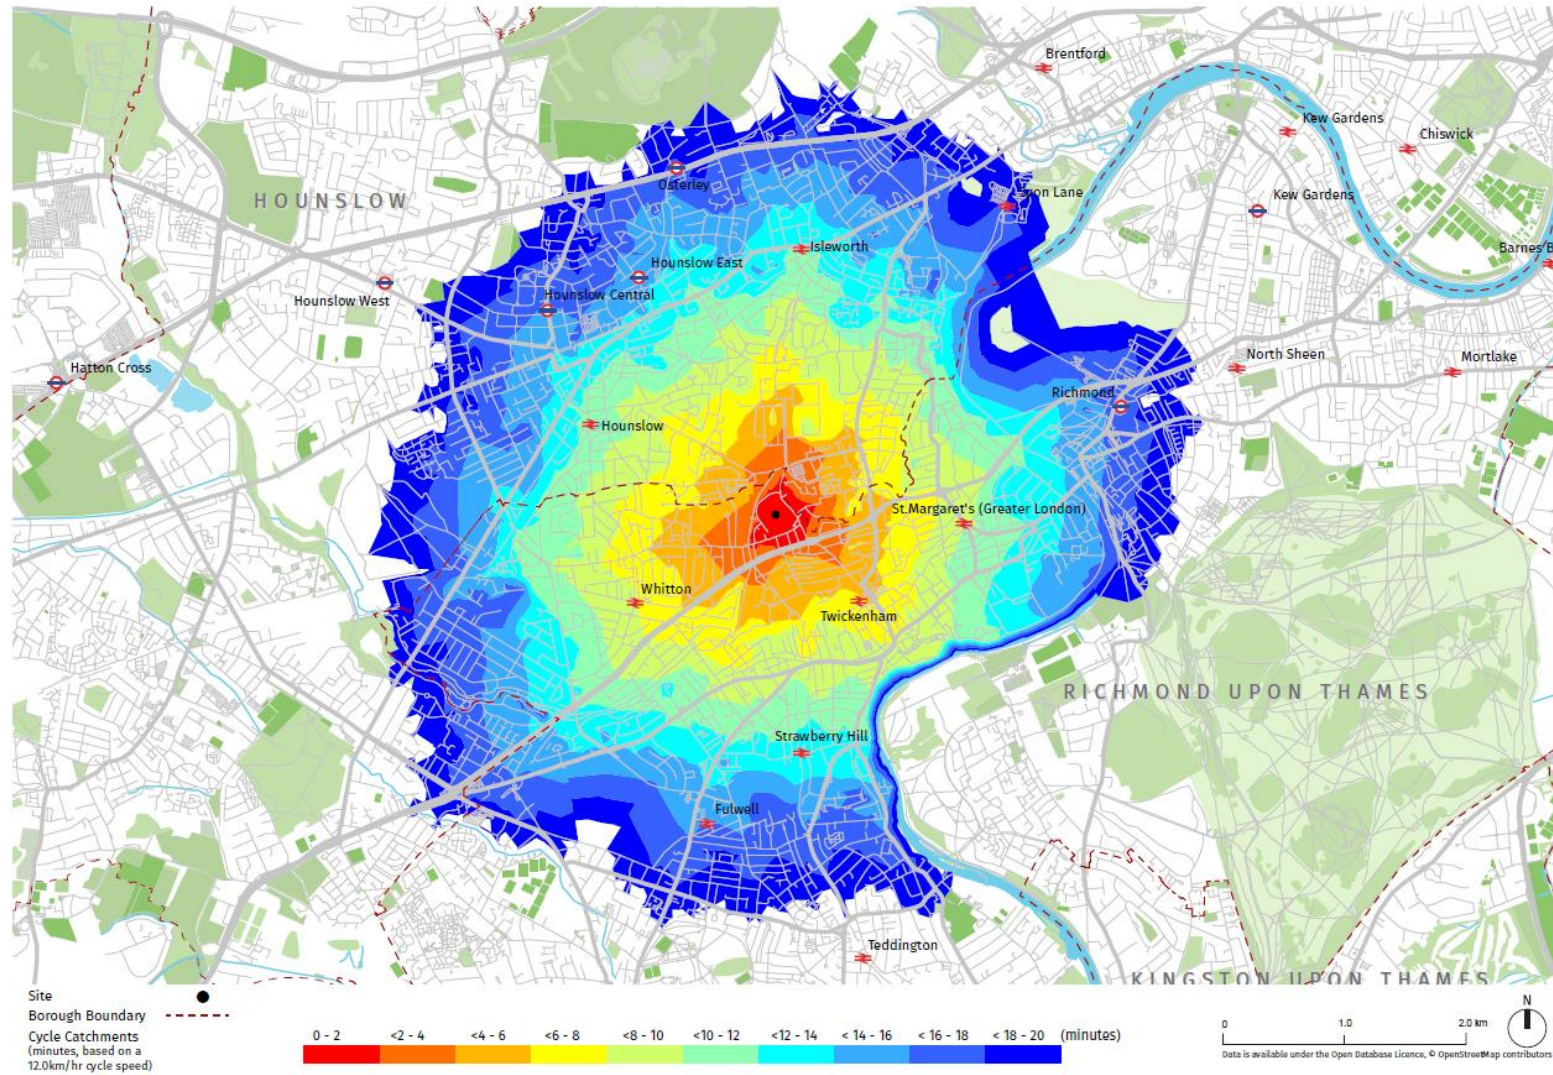 Brentford
Kew Gardens
Chiswick
Osterley
HOUNSLOW
Kew Gardens
Isleworth
Barnes B
Hounslow East
Hounslow West
Hounslow Central
Hatton Cross
North Sheen
Mortlake
Richmond
Hounslow
St.Margaret's (Greater London)
Whitton
Twickenham
RICHMOND UPON THAMES
Strawberry Hill
Fulwell
Teddington
KINGSTON UPON THAMES
Site
Borough Boundary
Cycle Catchments
(minutes, based on a
12.0km/hr cycle speed)
0 - 2 <2 - 4 <4 - 6 <6 - 8 <8 - 10 <10 - 12 <12 - 14 < 14 - 16 < 16 - 18 < 18 - 20 (minutes)
N
0 1.0 2.0 km
Data is available under the Open Database Licence, © OpenStreetMap contributors